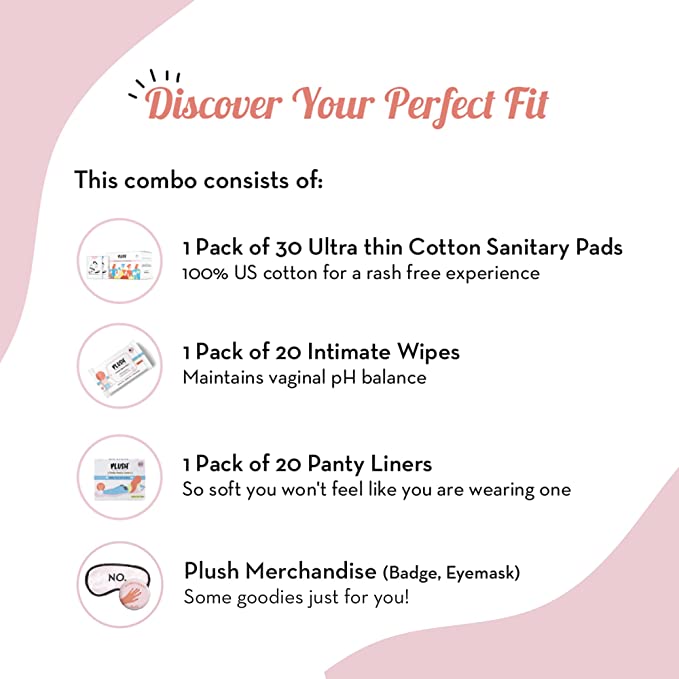 Discover Your Perfect Fit
This combo consists of:
1 Pack of 30 Ultra thin Cotton Sanitary Pads
100% US cotton for a rash free experience
PLUSH
1 Pack of 20 Intimate Wipes
Maintains vaginal pH balance
PLUSH
1 Pack of 20 Panty Liners
So soft you won't feel like you are wearing one
PLUSH
Plush Merchandise (Badge, Eyemask)
Some goodies just for you!
NO.